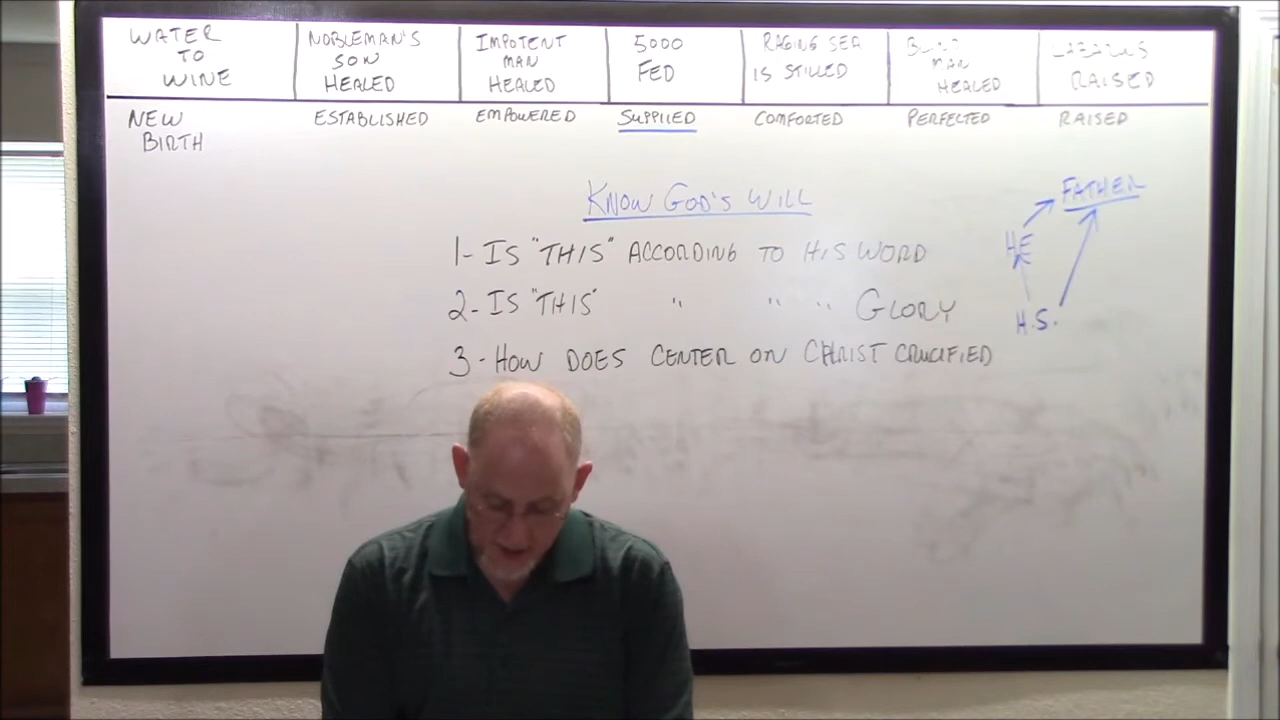 WATER
TO
WINE
NOBLEMAN'S
SON
HEALED
IMPOTENT
MAN
HEALED
5000
FED
RAGING SEA
IS STILLED
MAN
HEALED
LAZARUS
RAISED
NEW
BIRTH
ESTABLISHED
EMPOWERED
SUPPLIED
COMFORTED
PERFECTED
RAISED
KNOW GOD'S WILL
1-IS "THIS" ACCORDING TO HIS WORD
2-IS "THIS" " " " GLORY
3-HOW DOES CENTER ON CHRIST CRUCIFIED
FATHER
HE
H.S.